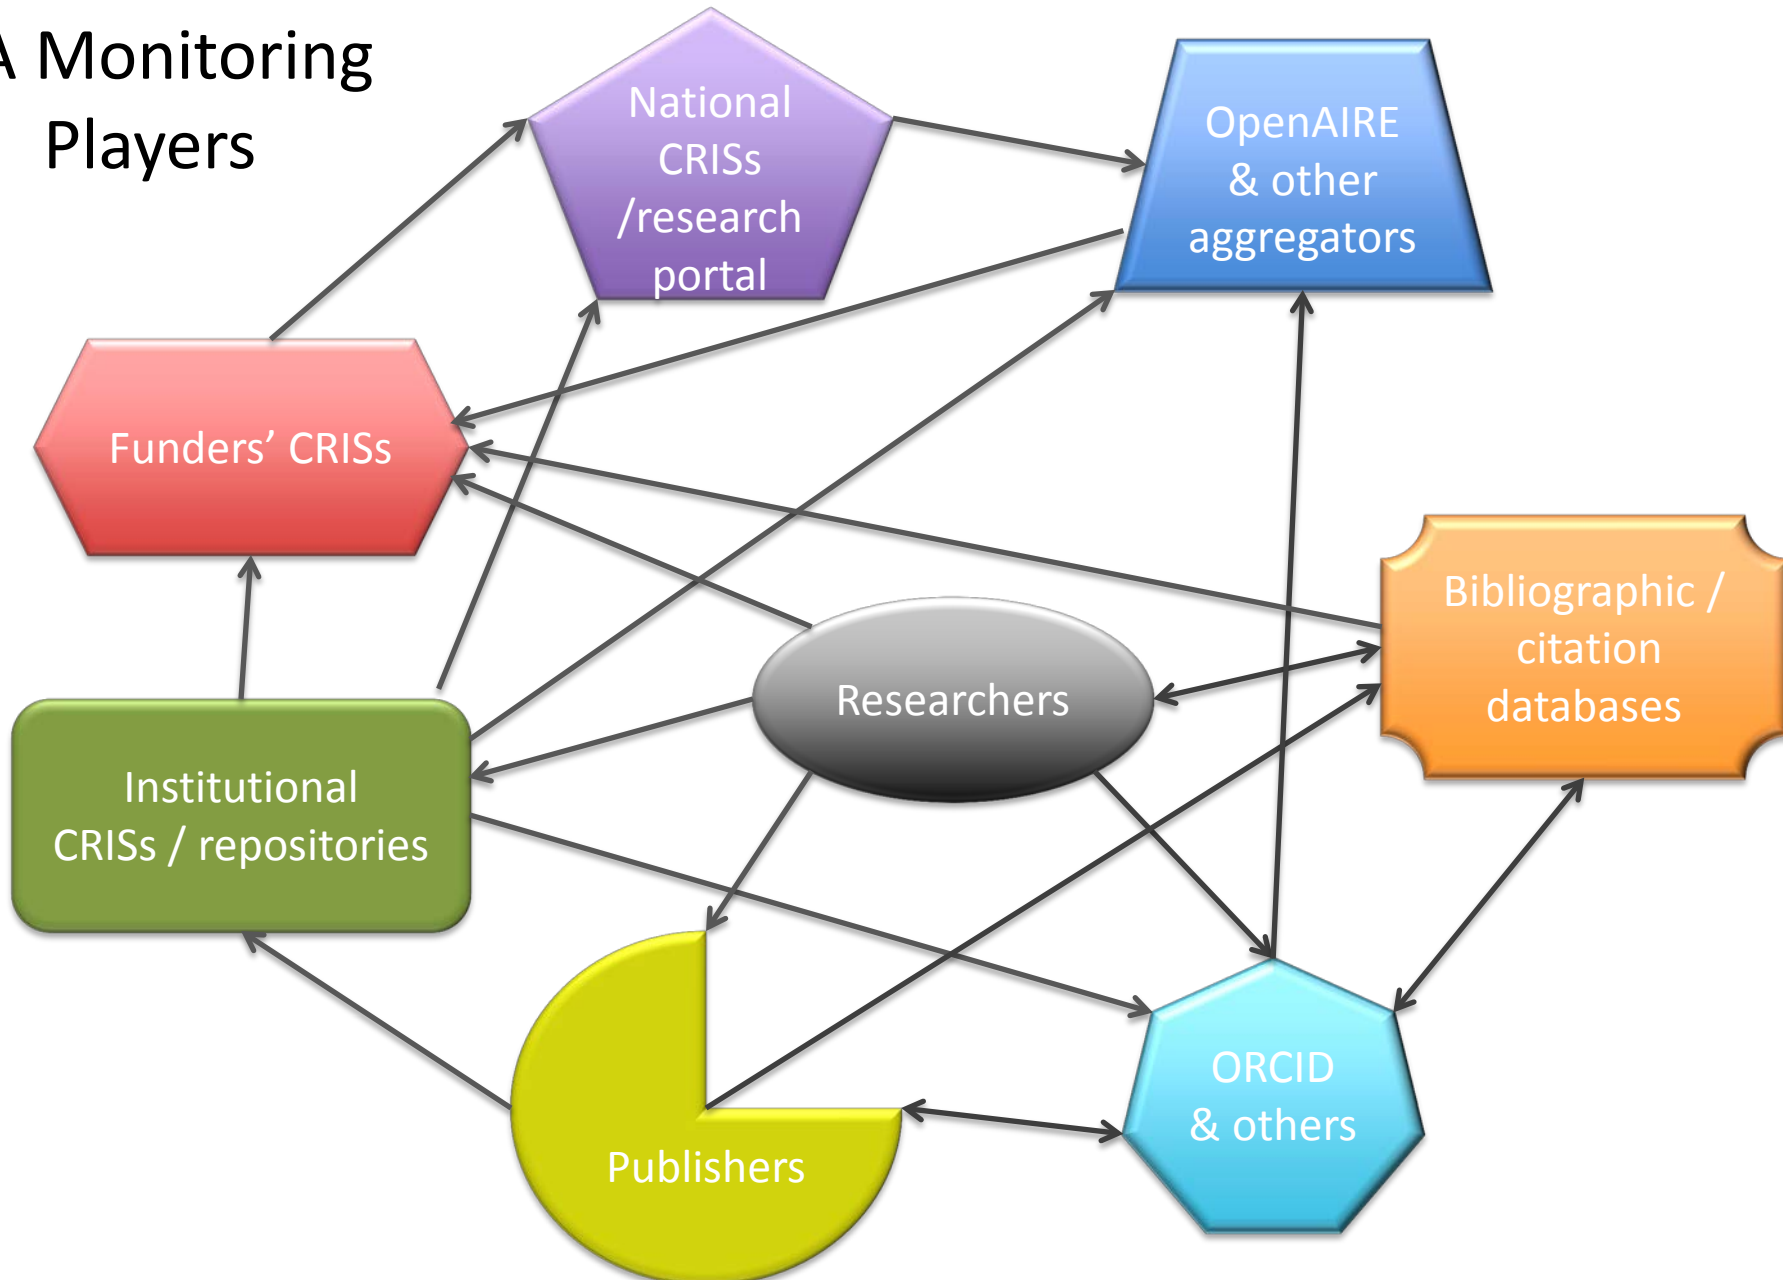 A Monitoring
Players
National
CRISs
/research
portal
OpenAIRE
& other
aggregators
Funders’ CRISs
Bibliographic /
citation
databases
Researchers
Institutional
CRISs / repositories
ORCID
& others
Publishers